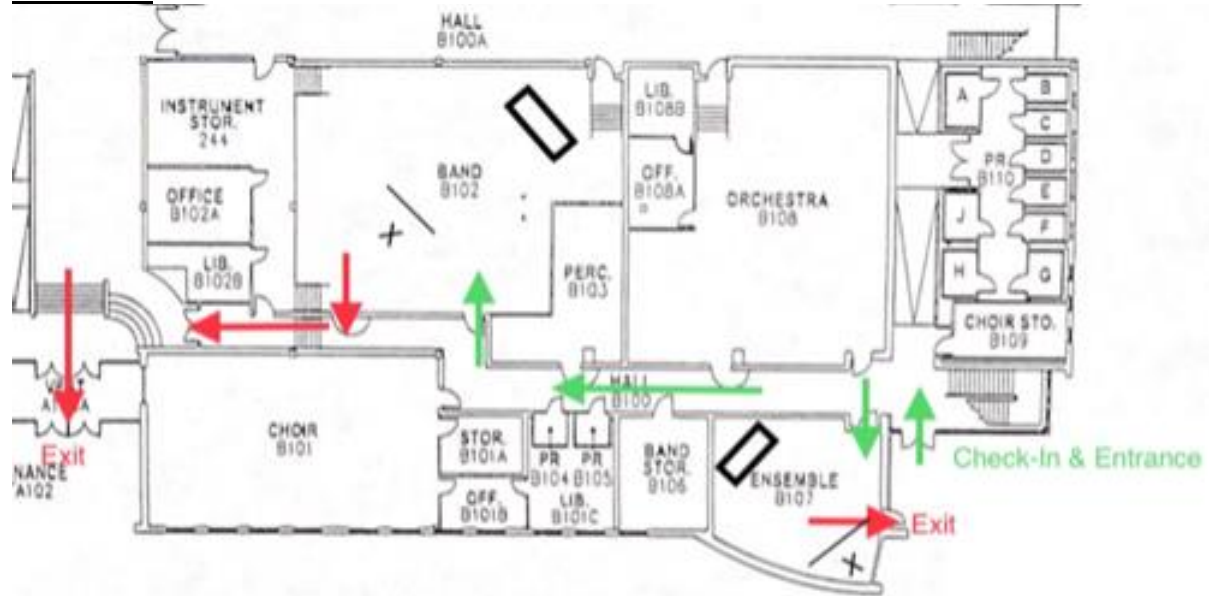 HALL
B100A
INSTRUMENT
STOR.
244
LIB.
B108B
A
B
C
D
E
F
G
H
J
PR
B110
OFFICE
B102A
BAND
B102
OFF.
B108A
ORCHESTRA
B108
LIB.
B102B
PERC.
B103
CHOIR STO.
B109
HALL
B100
CHOIR
B101
STOR.
B101A
PR
B104
PR
B105
BAND
STOR.
B106
ENSEMBLE
B107
Check-In & Entrance
A
Exit
NANCE
A102
OFF.
B101B
LIB.
B101C
Exit
X
X